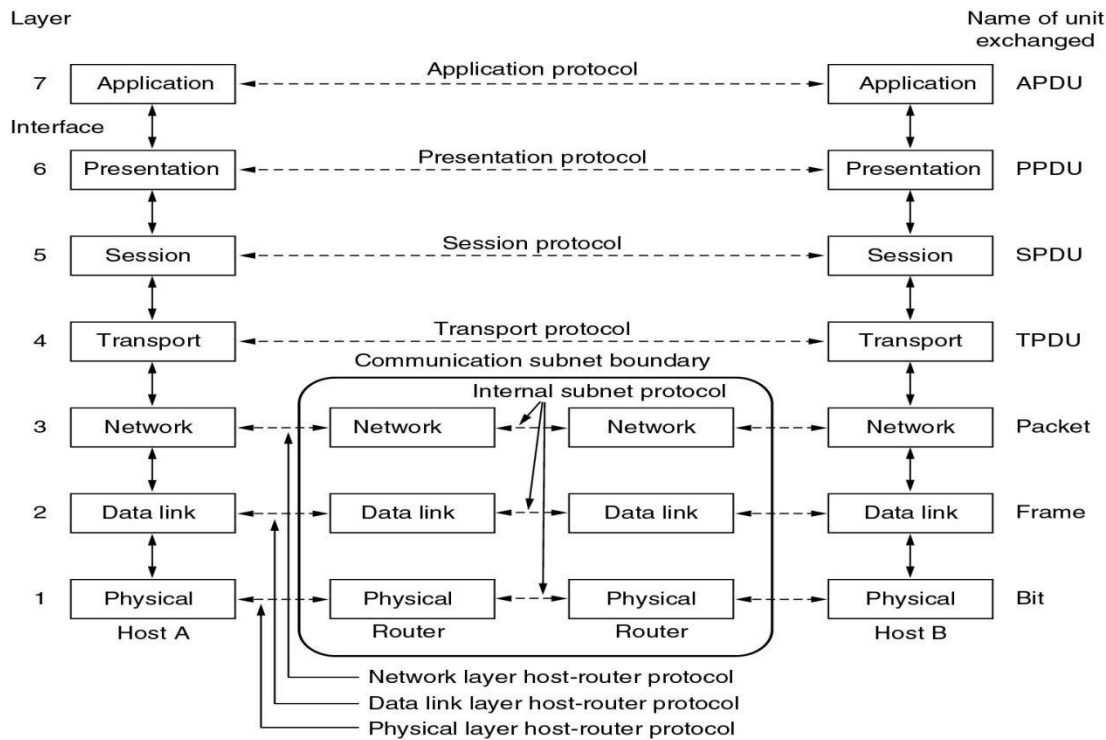 Layer
Name of unit
exchanged
7 Application Application protocol Application APDU
Interface
6 Presentation Presentation protocol Presentation PPDU
5 Session Session protocol Session SPDU
4 Transport Transport protocol Transport TPDU
Communication subnet boundary
Internal subnet protocol
3 Network Network Network Network Packet
2 Data link Data link Data link Data link Frame
1 Physical Physical Physical Physical Bit
Host A Router Router Host B
Network layer host-router protocol
Data link layer host-router protocol
Physical layer host-router protocol